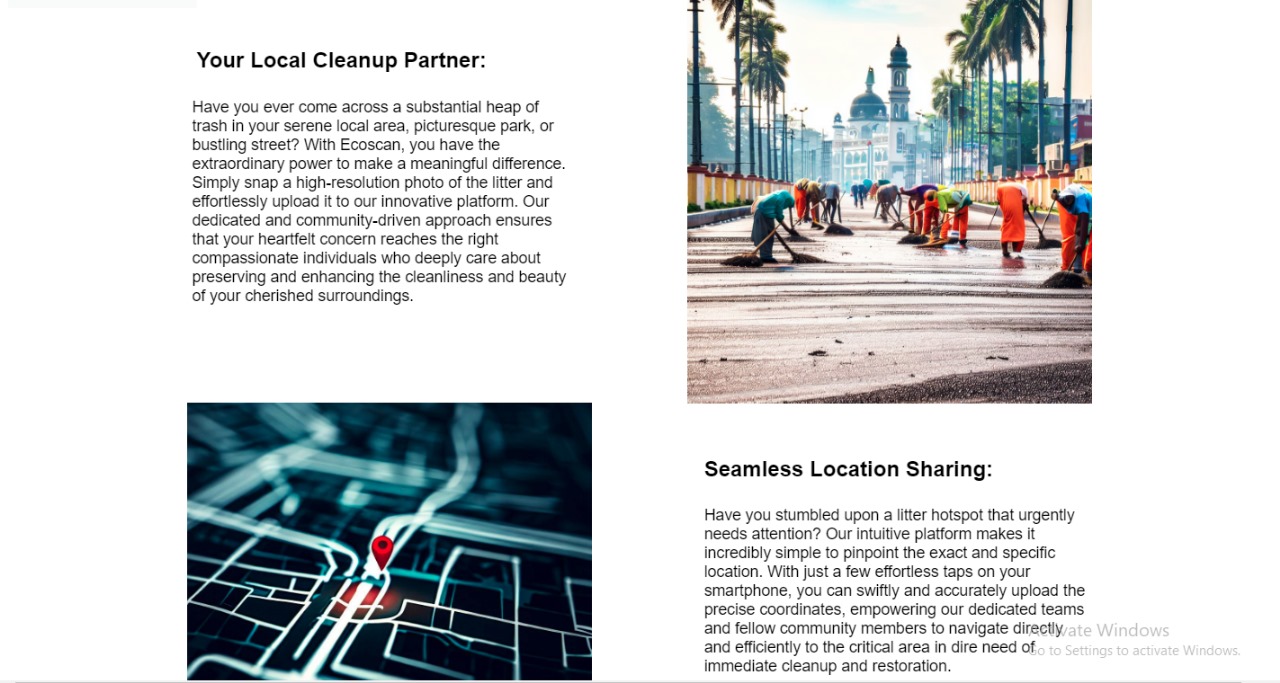 Your Local Cleanup Partner:
Have you ever come across a substantial heap of
trash in your serene local area, picturesque park, or
bustling street? With Ecoscan, you have the
extraordinary power to make a meaningful difference.
Simply snap a high-resolution photo of the litter and
effortlessly upload it to our innovative platform. Our
dedicated and community-driven approach ensures
that your heartfelt concern reaches the right
compassionate individuals who deeply care about
preserving and enhancing the cleanliness and beauty
of your cherished surroundings.
Seamless Location Sharing:
Have you stumbled upon a litter hotspot that urgently
needs attention? Our intuitive platform makes it
incredibly simple to pinpoint the exact and specific
location. With just a few effortless taps on your
smartphone, you can swiftly and accurately upload the
precise coordinates, empowering our dedicated teams
and fellow community members to navigate directly
and efficiently to the critical area in dire need of
immediate cleanup and restoration.
Activate Windows
Go to Settings to activate Windows.